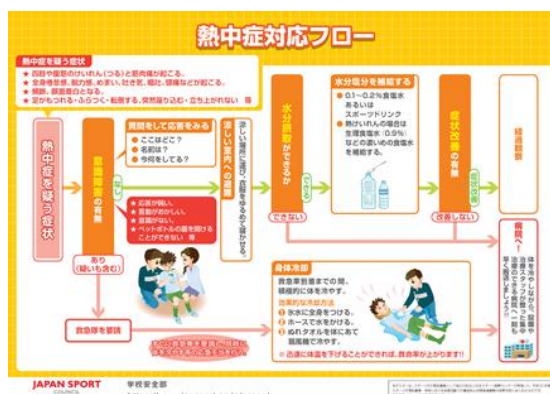 熱中症対応フロー
熱中症を疑う症状
★ 四肢や腹筋のけいれん(つる)と筋肉痛が起こる。
★ 全身倦怠感、脱力感、めまい、吐き気、嘔吐、頭痛などが起こる。
★ 頻脈、顔面蒼白となる。
★ 足がもつれる・ふらつく・転倒する、突然座り込む・立ち上がれない 等
熱中症を疑う症状
意識障害の有無
質問をして応答をみる
● ここはどこ?
● 名前は?
● 今何をしてる?
なし
★ 応答が鈍い。
★ 言動がおかしい。
★ 意識がない。
★ ペットボトルの蓋を開ける
ことができない 等
あり
(疑いも含む)
救急隊を要請
涼しい室内への避難
涼しい場所に運び、衣服をゆるめて寝かせる。
水分摂取ができるか
できる
できない
水分塩分を補給する
● 0.1~0.2%食塩水
あるいは
スポーツドリンク
● 熱けいれんの場合は
生理食塩水(0.9%)
などの濃いめの食塩水
を補給する。
症状改善の有無
症状改善
改善しない
経過観察
身体冷却
救急車到着までの間、
積極的に体を冷やす。
効果的な冷却方法
① 氷水に全身をつける。
② ホースで水をかける。
③ ぬれタオルを体にあて
扇風機で冷やす。
※ 迅速に体温を下げることができれば、救命率が上がります!!
病院へ!
JAPAN SPORT
COUNCIL
学校安全部